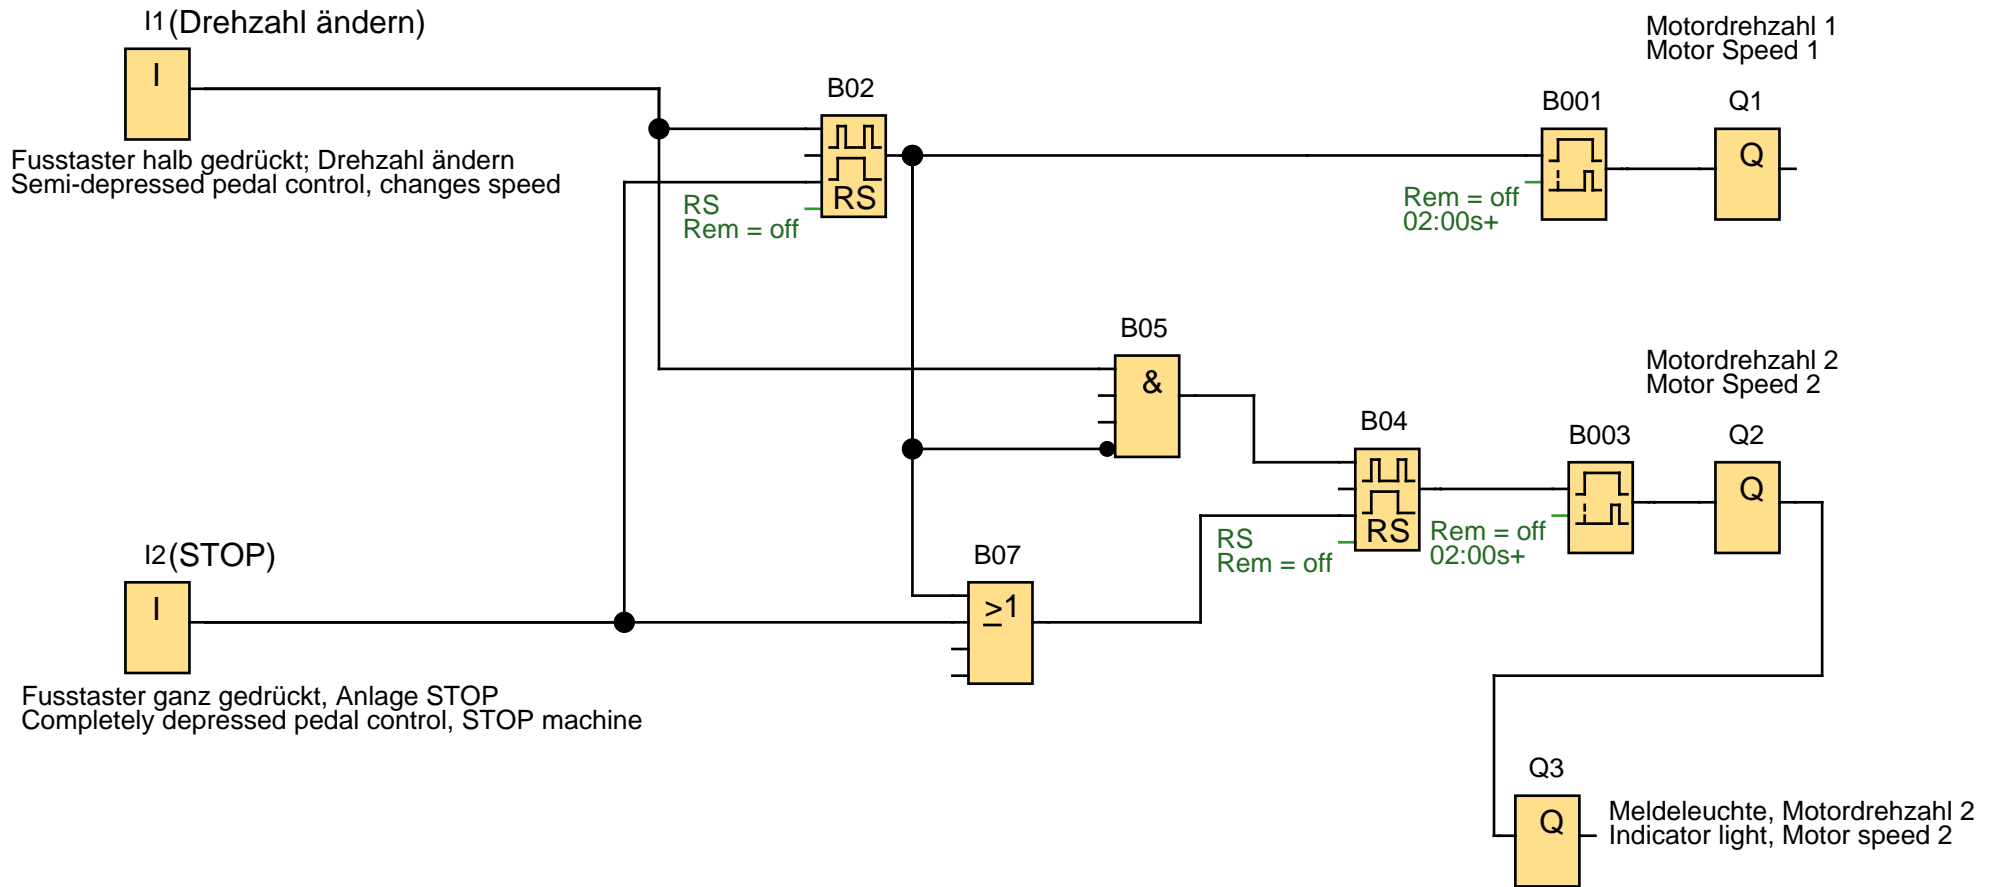 I1(Drehzahl ändern)
I
Fusstaster halb gedrückt; Drehzahl ändern
Semi-depressed pedal control, changes speed
B02
RS
RS
Rem = off
Motordrehzahl 1
Motor Speed 1
B001
Rem = off
02:00s+
Q1
Q
B05
&
Motordrehzahl 2
Motor Speed 2
B04
RS
RS
Rem = off
B003
Rem = off
02:00s+
Q2
Q
I2(STOP)
I
Fusstaster ganz gedrückt, Anlage STOP
Completely depressed pedal control, STOP machine
B07
≥1
Q3
Q
Meldeleuchte, Motordrehzahl 2
Indicator light, Motor speed 2